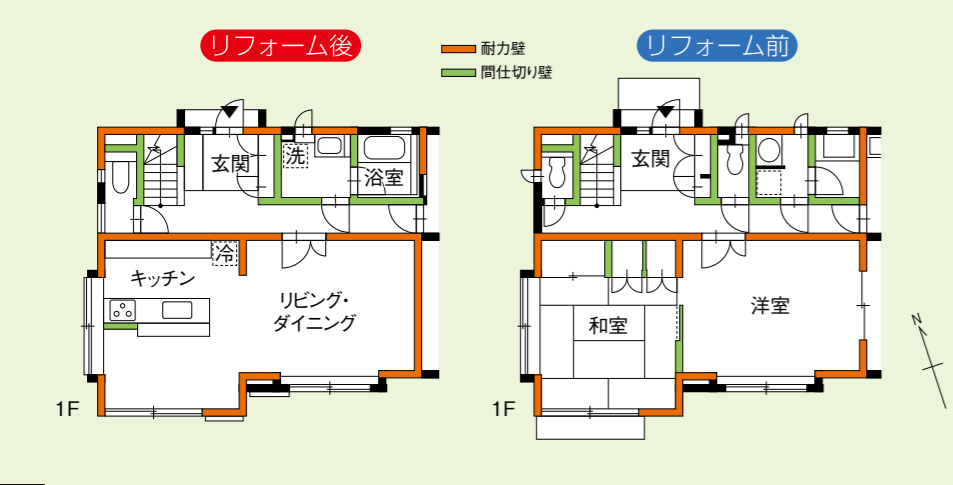 リフォーム後
耐力壁
間仕切り壁
リフォーム前
玄関
洗
浴室
冷
キッチン
リビング・
ダイニング
1F
玄関
洋室
和室
1F
N